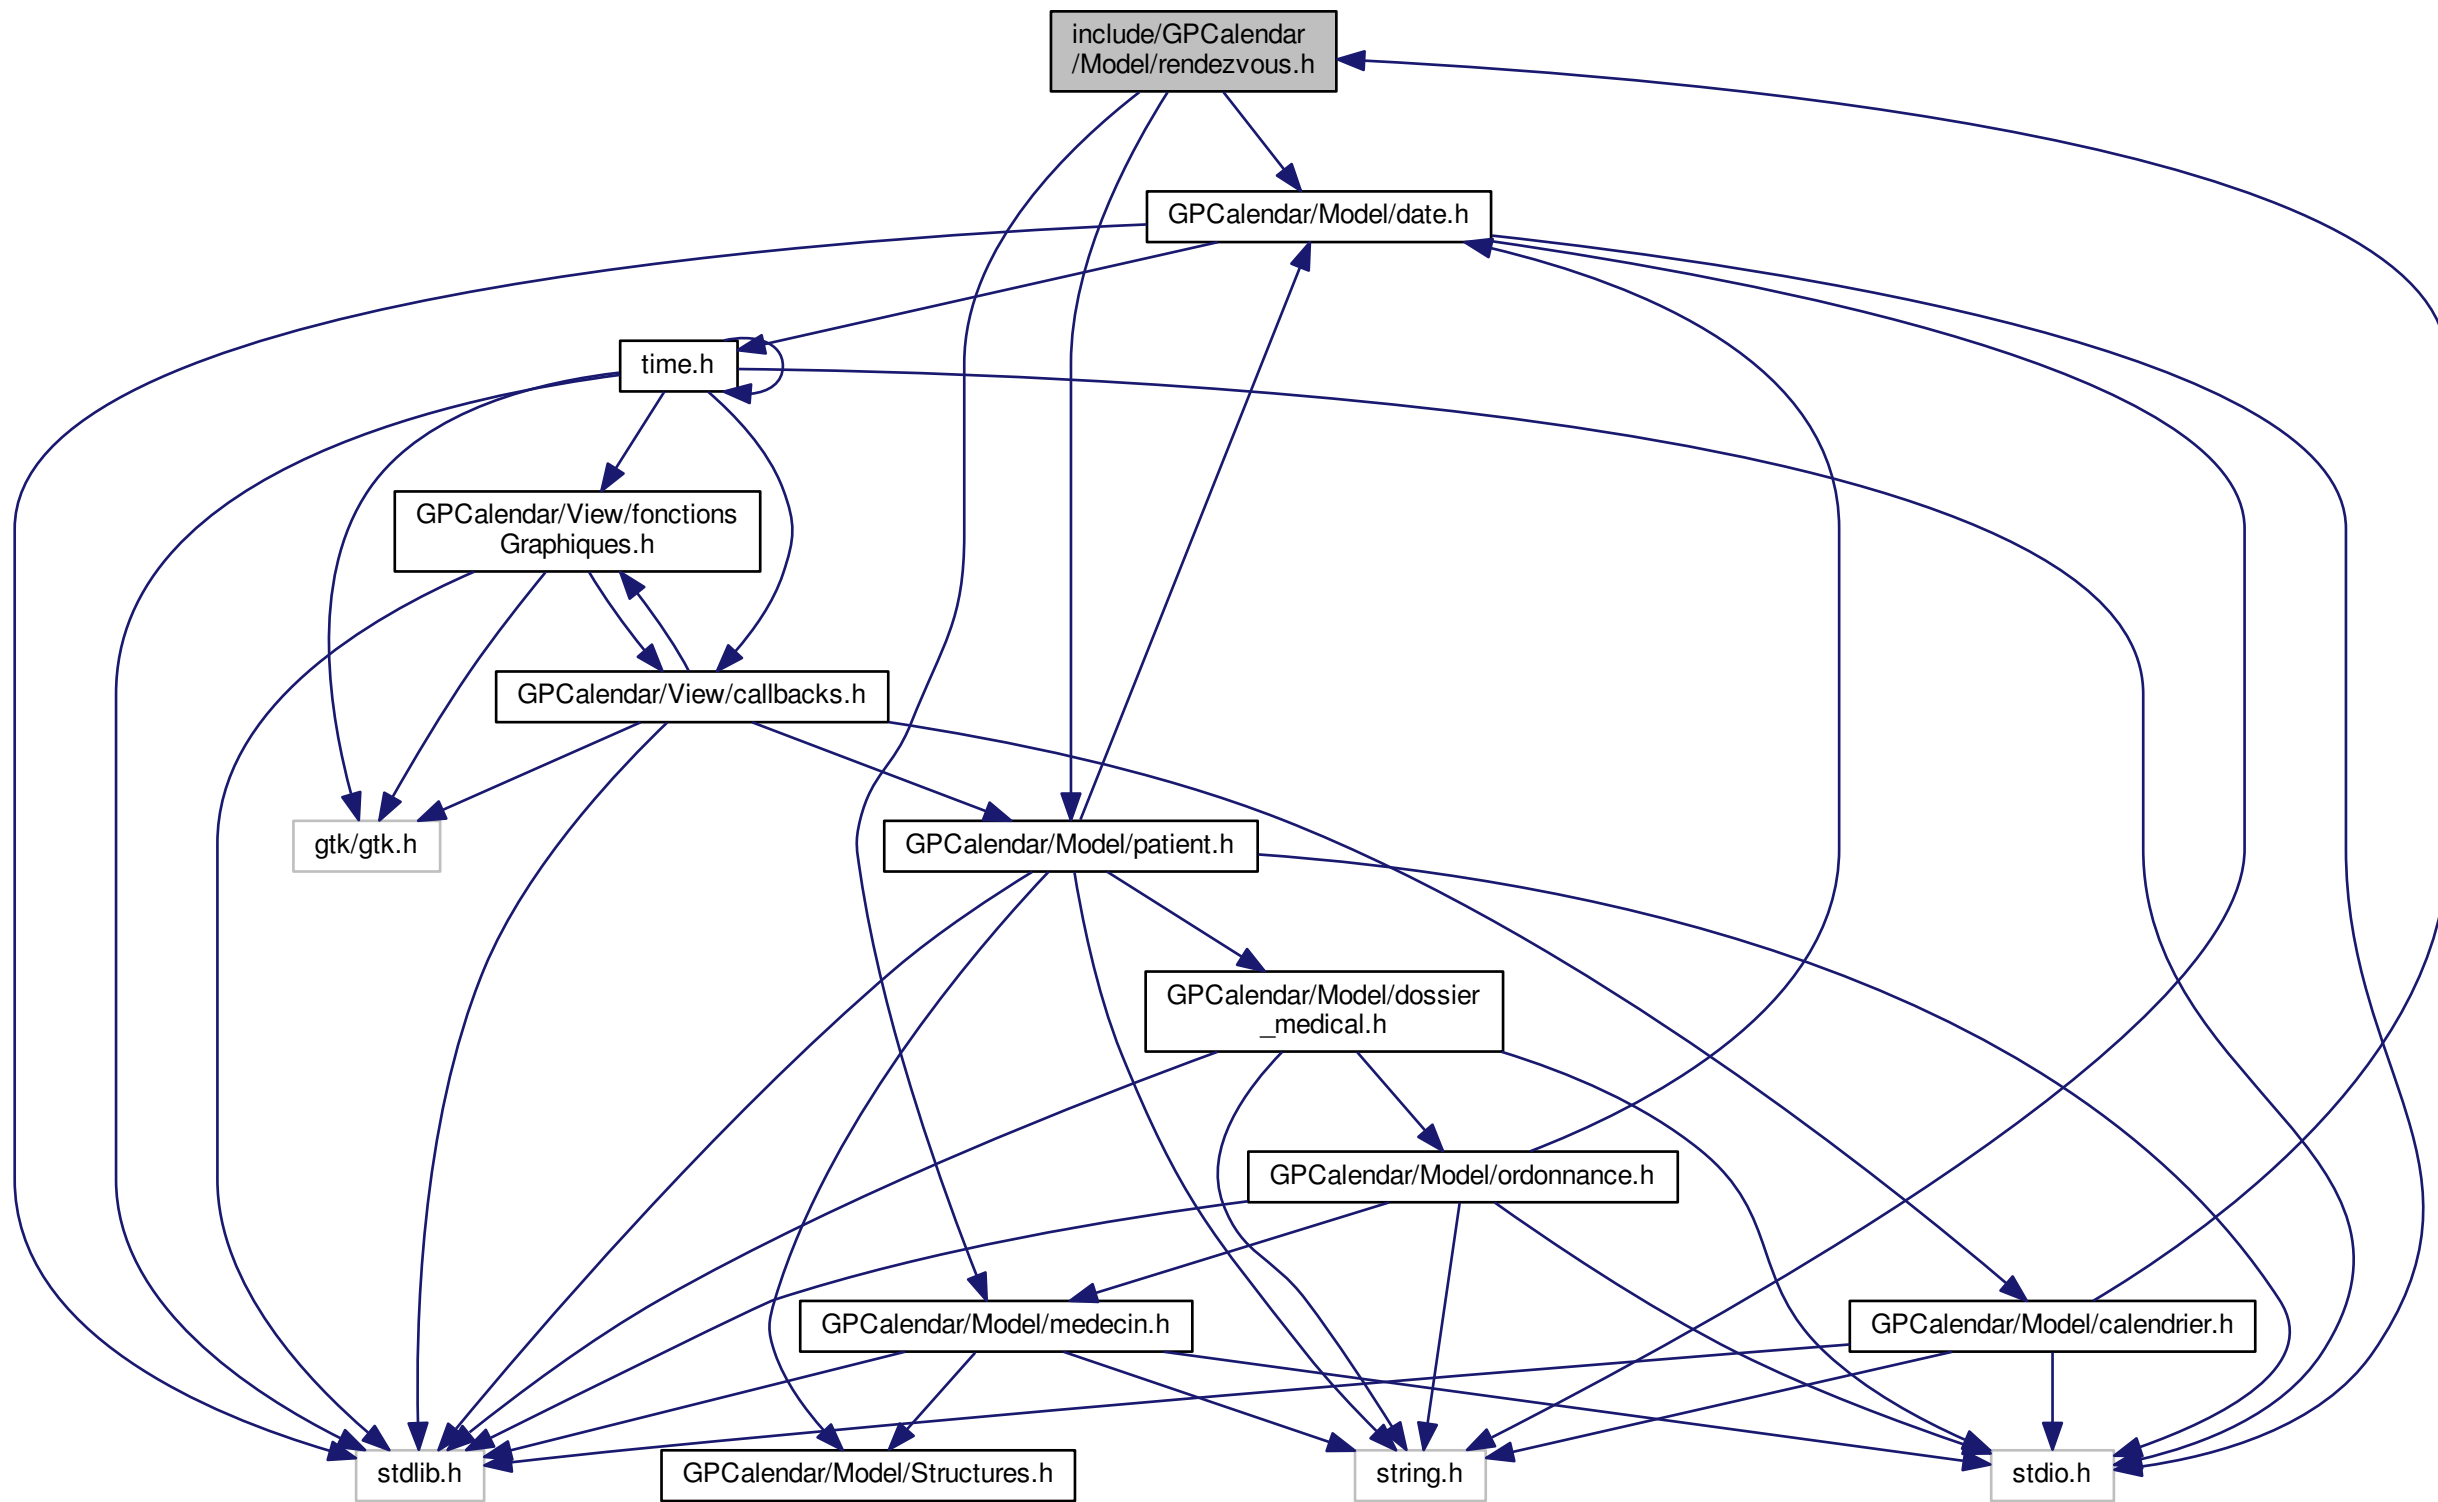 include/GPCalendar
/Model/rendezvous.h
GPCalendar/Model/date.h
time.h
GPCalendar/View/fonctions
Graphiques.h
GPCalendar/View/callbacks.h
gtk/gtk.h
GPCalendar/Model/patient.h
GPCalendar/Model/dossier
_medical.h
GPCalendar/Model/ordonnance.h
GPCalendar/Model/medecin.h
GPCalendar/Model/calendrier.h
stdlib.h
GPCalendar/Model/Structures.h
string.h
stdio.h